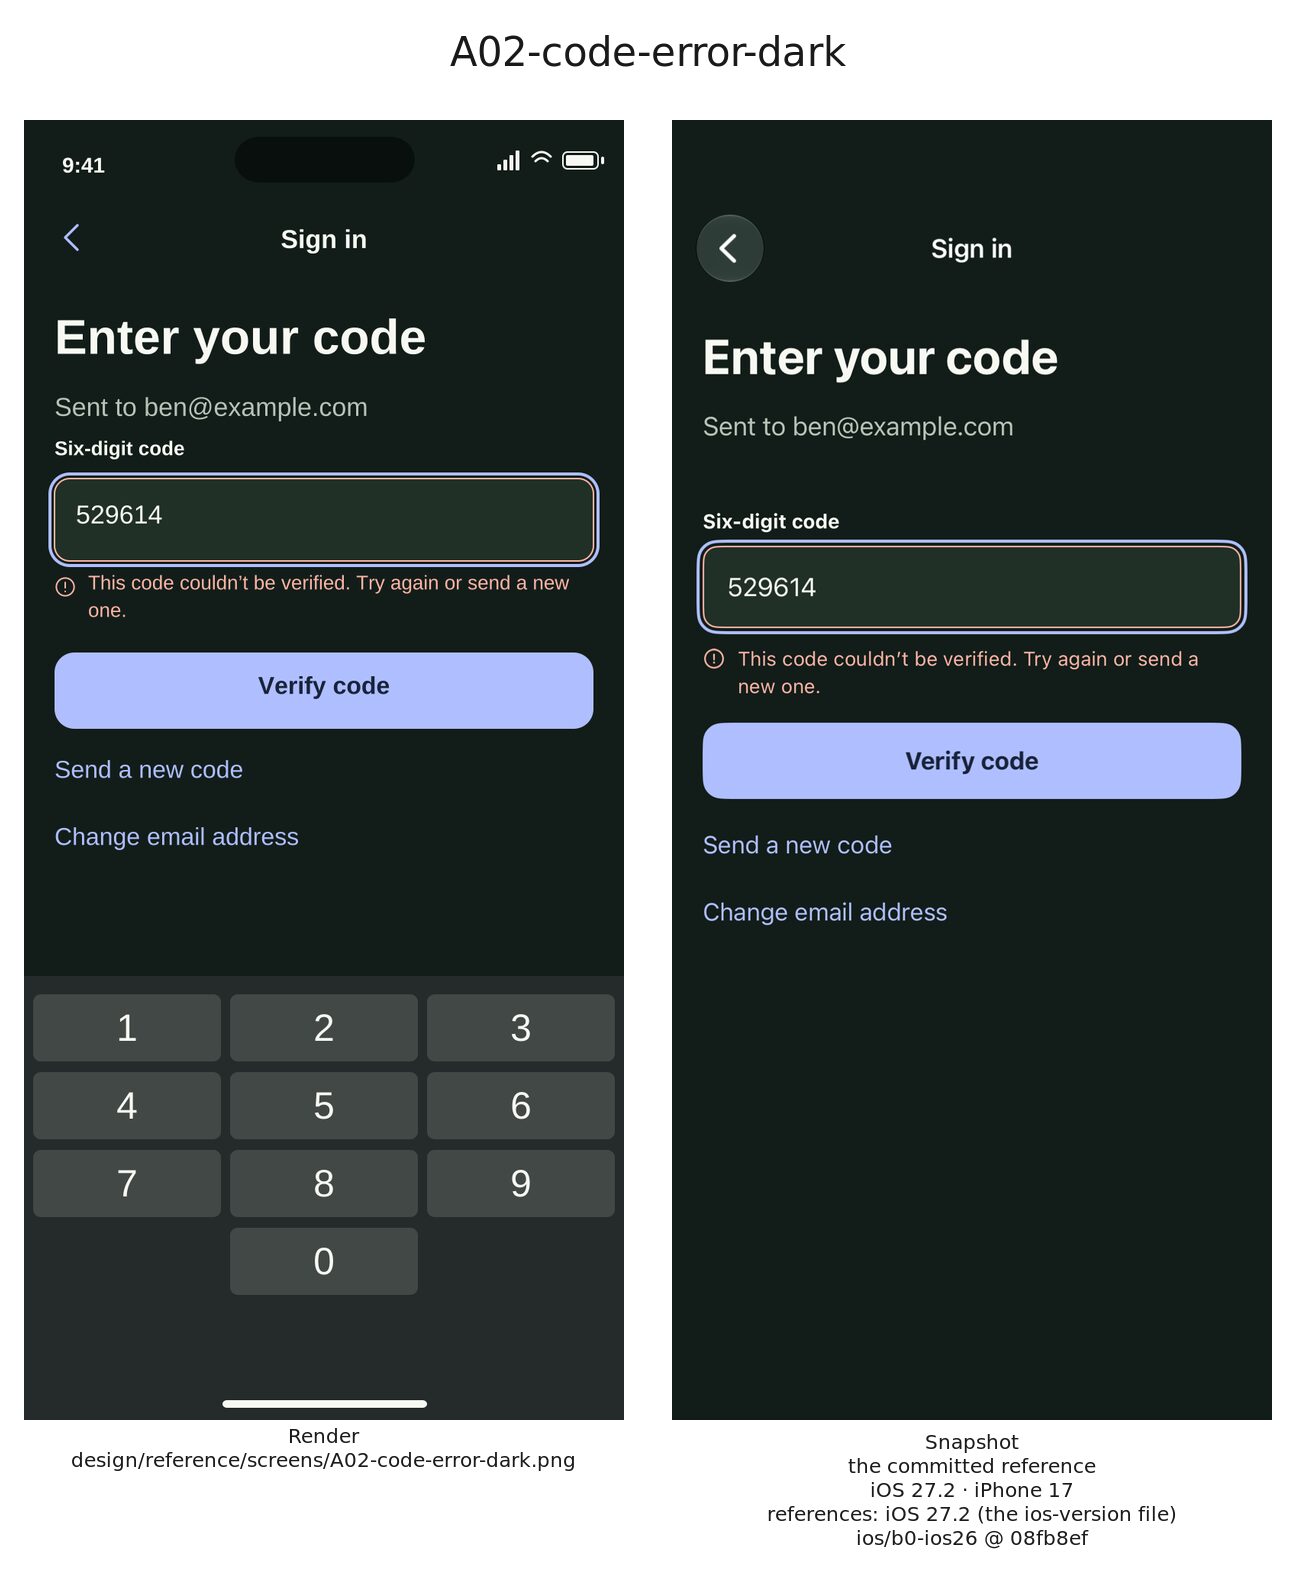 A02-code-error-dark
9:41
Sign in
Enter your code
Sent to ben@example.com
Six-digit code
529614
This code couldn’t be verified. Try again or send a new
one.
Verify code
Send a new code
Change email address
1 2 3
4 5 6
7 8 9
0
Render
design/reference/screens/A02-code-error-dark.png
Sign in
Enter your code
Sent to ben@example.com
Six-digit code
529614
This code couldn’t be verified. Try again or send a
new one.
Verify code
Send a new code
Change email address
Snapshot
the committed reference
iOS 27.2 · iPhone 17
references: iOS 27.2 (the ios-version file)
ios/b0-ios26 @ 08fb8ef